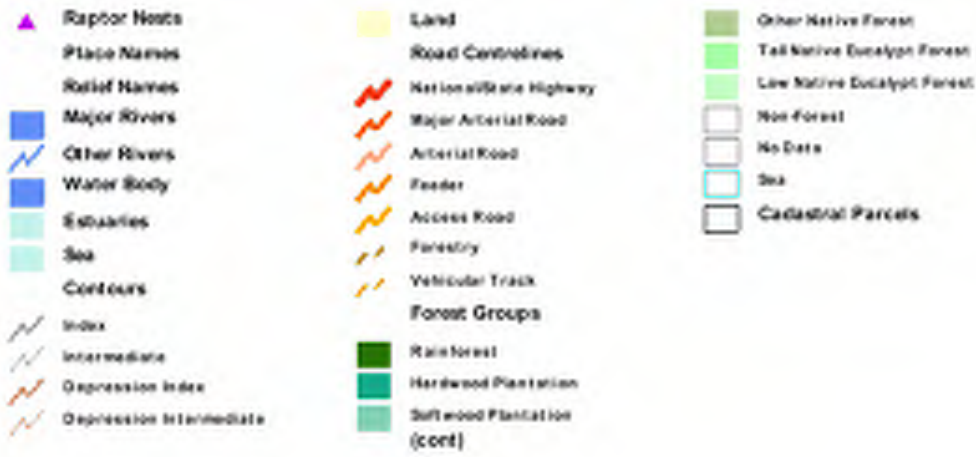 Raptor Nests
Place Names
Relief Names
Major Rivers
Other Rivers
Water Body
Estuaries
Sea
Contours
Index
Intermediate
Depression Index
Depression Intermediate
Land
Road Centrelines
National/State Highway
Major Arterial Road
Arterial Road
Feeder
Access Road
Forestry
Vehicular Track
Forest Groups
Rainforest
Hardwood Plantation
Softwood Plantation
(cont)
Other Native Forest
Tall Native Eucalypt Forest
Low Native Eucalypt Forest
Non-Forest
No Data
Sea
Cadastral Parcels